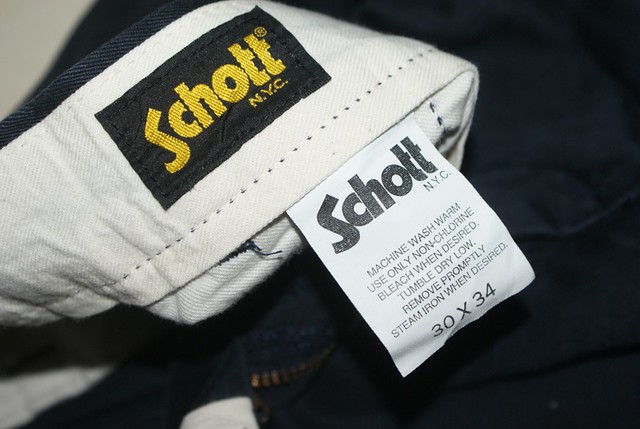 Schott®
N.Y.C.
Schott
N.Y.C.
MACHINE WASH WARM
USE ONLY NON-CHLORINE
BLEACH WHEN DESIRED.
TUMBLE DRY LOW.
REMOVE PROMPTLY
STEAM IRON WHEN DESIRED.
30 X 34